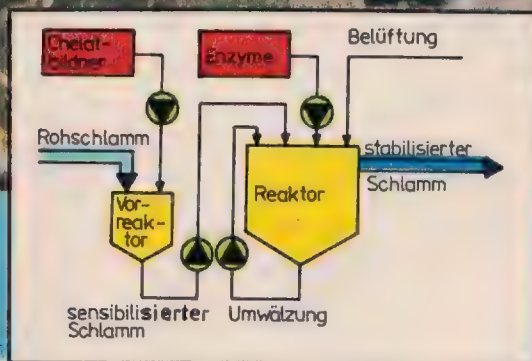 Chelat-
bildner
Enzyme
Belüftung
Rohschlamm
Vor-
reak-
tor
Reaktor
stabilisierter
Schlamm
sensibilisierter
Schlamm
Umwälzung